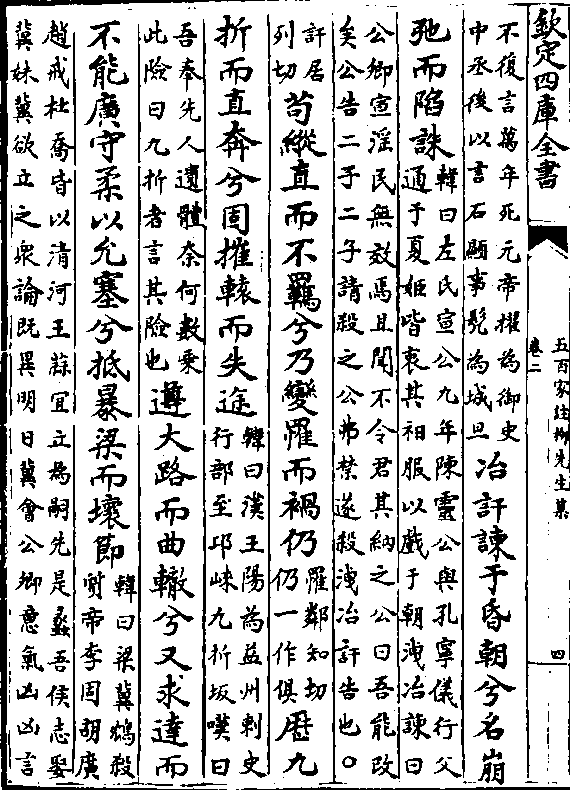 欽定四庫全書
五百家註柳先生集
卷二
四
不復言萬年死元帝擢為御史
中丞後以言石顯事髠為城旦
冶訐諫于昏朝兮名崩
弛而陷誅
韓曰左氏宣公九年陳靈公與孔寧儀行父
通于夏姬皆衷其衵服以戲于朝洩冶諫曰
公卿宣淫民無效焉且聞不令君其納之公曰吾能改
矣公告二子二子請殺之公弗禁遂殺洩冶訐告也○
訐居
列切
苟縱直而不羈兮乃變罹而禍仍
罹鄰知切
仍一作俱
歷九
折而直奔兮固摧轅而失途
韓曰漢王陽為益州刺史
行部至邛崍九折坂嘆曰
吾奉先人遺體奈何數乘
此險曰九折者言其險也
遵大路而曲轍兮又求達而
不能廣守柔以允塞兮抵暴梁而壞節
韓曰梁冀鴆殺
質帝李固胡廣
趙戒杜喬皆以清河王蒜宜立為嗣先是蠡吾侯志娶
冀妹冀欲立之衆論既異明日冀會公卿意氣凶凶言